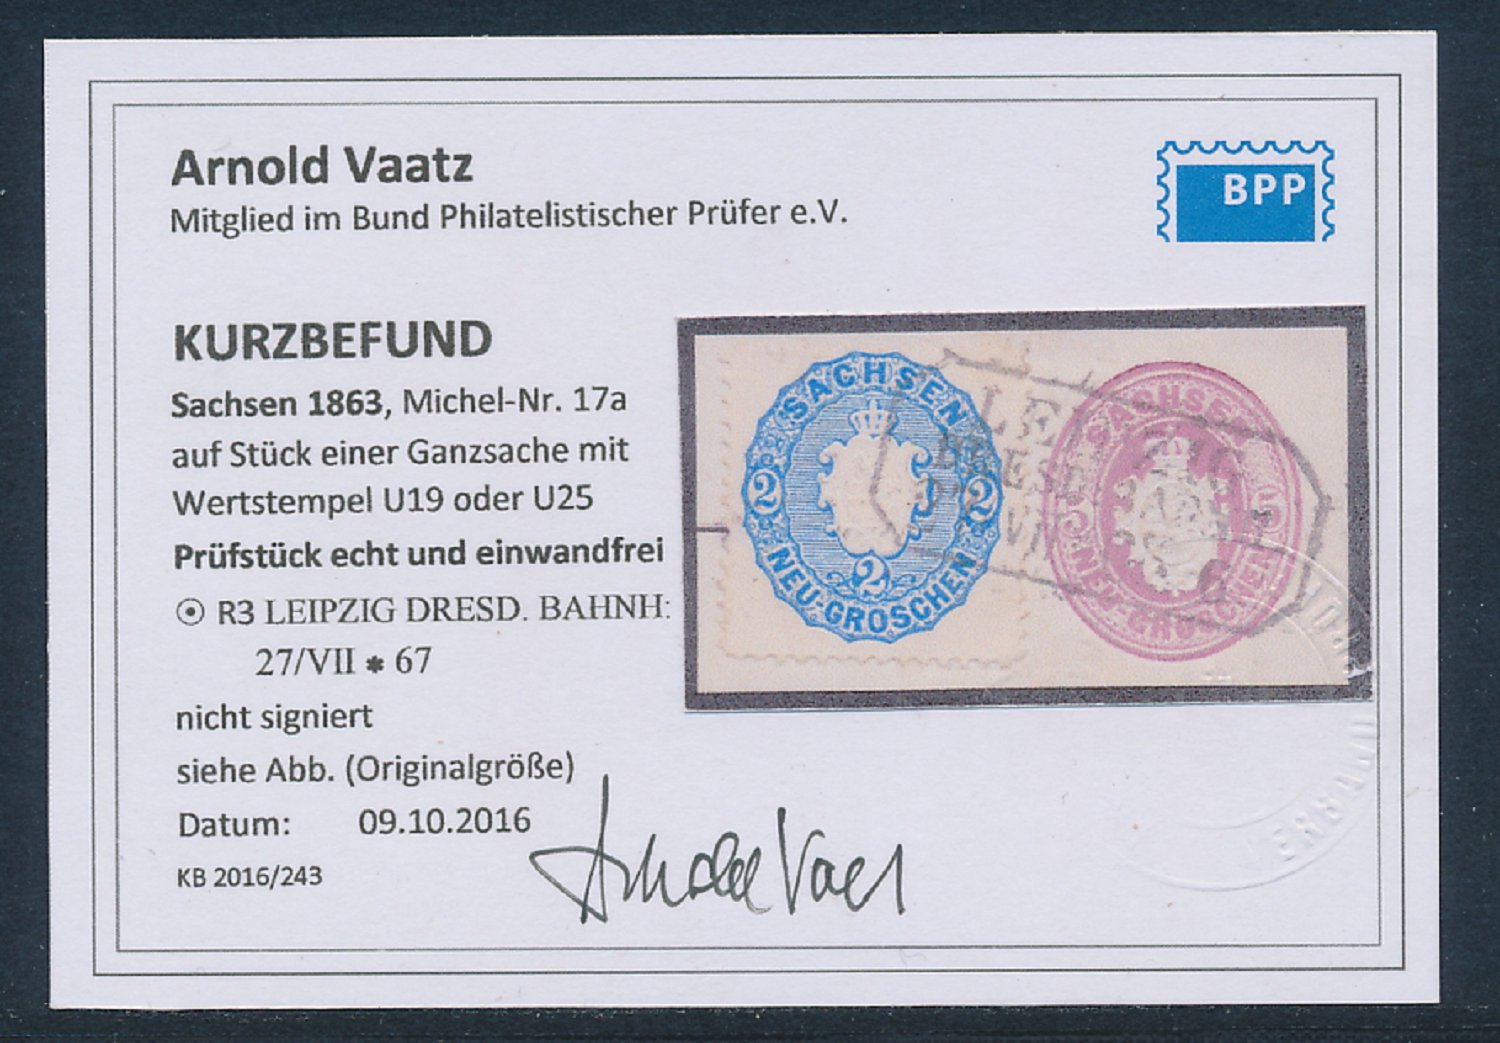 Arnold Vaatz
Mitglied im Bund Philatelistischer Prüfer e.V.
BPP
KURZBEFUND
Sachsen 1863, Michel-Nr. 17a
auf Stück einer Ganzsache mit
Wertstempel U19 oder U25
Prüfstück echt und einwandfrei
⦿ R3 LEIPZIG DRESD. BAHNH:
27/VII ✱ 67
nicht signiert
siehe Abb. (Originalgröße)
Datum: 09.10.2016
KB 2016/243
SACHSEN
2 2
2
NEU-GROSCHEN
SACHSEN
5
NEU-GROSCHEN